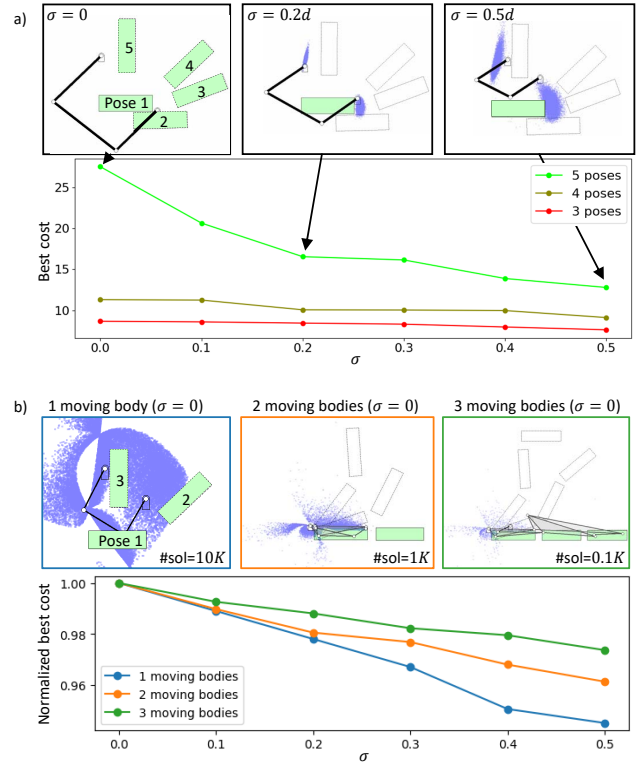 a)
σ = 0
σ = 0.2d
σ = 0.5d
5
4
3
Pose 1
2
25
20
15
10
Best cost
5 poses
4 poses
3 poses
0.0 0.1 0.2 0.3 0.4 0.5
σ
b)
1 moving body (σ = 0)
2 moving bodies (σ = 0)
3 moving bodies (σ = 0)
3
2
Pose 1
#sol=10K
#sol=1K
#sol=0.1K
1.00
0.98
0.96
Normalized best cost
1 moving bodies
2 moving bodies
3 moving bodies
0.0 0.1 0.2 0.3 0.4 0.5
σ